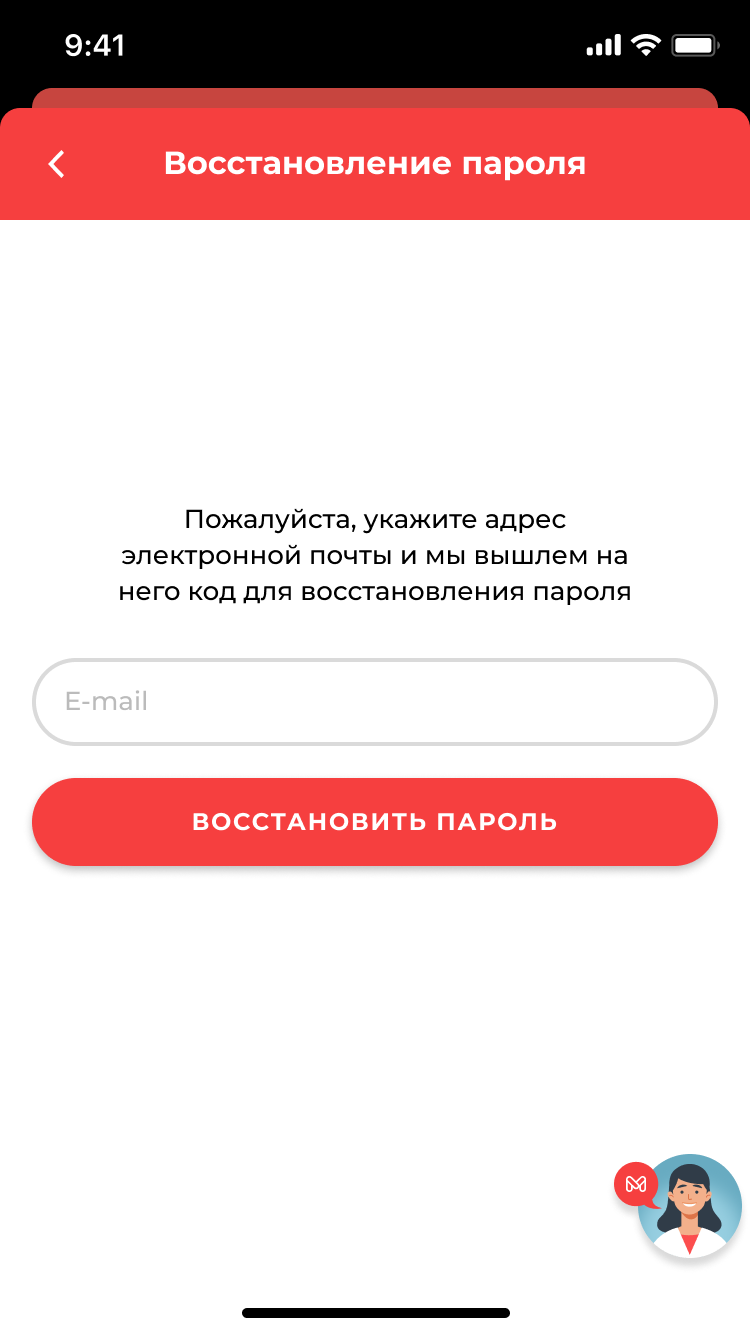 9:41
Восстановление пароля
Пожалуйста, укажите адрес
электронной почты и мы вышлем на
него код для восстановления пароля
E-mail
ВОССТАНОВИТЬ ПАРОЛЬ